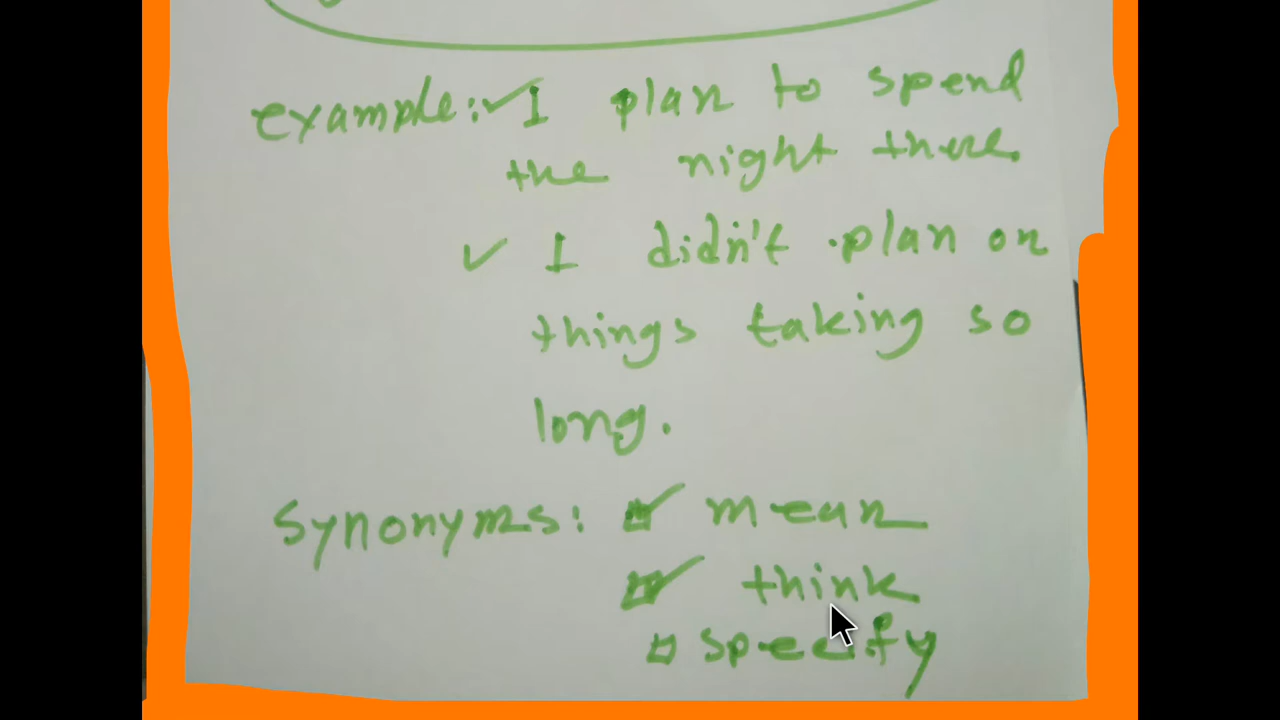 example: ✓ I plan to spend
the night there.
✓ I didn't plan on
things taking so
long.
Synonyms: ✓ mean
✓ think
specify